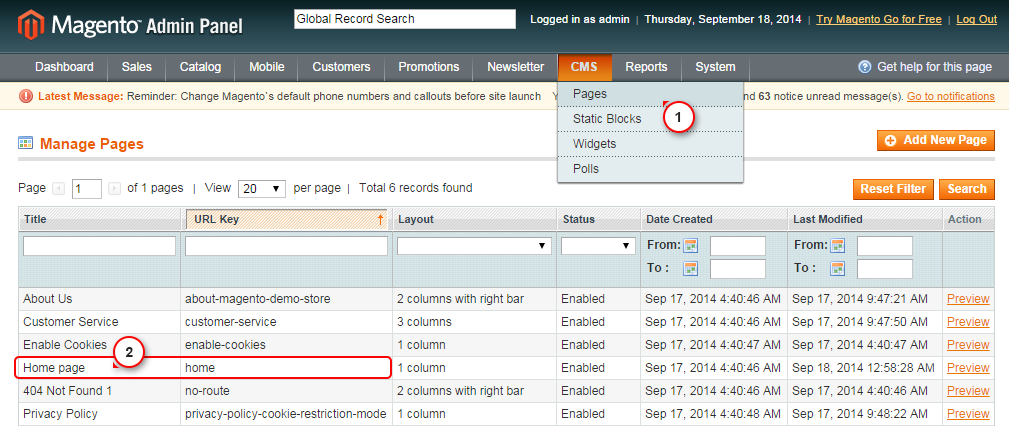 Magento Admin Panel Global Record Search Logged in as admin | Thursday, September 18, 2014 | Try Magento Go for Free | Log Out
Dashboard Sales Catalog Mobile Customers Promotions Newsletter CMS Reports System Get help for this page
Latest Message: Reminder: Change Magento`s default phone numbers and callouts before site launch nd 63 notice unread message(s). Go to notifications
Pages
Static Blocks
Widgets
Polls
1
Manage Pages Add New Page
Page 1 of 1 pages | View 20 per page | Total 6 records found Reset Filter Search
Title URL Key Layout Status Date Created Last Modified Action
From: From:
To : To :
About Us about-magento-demo-store 2 columns with right bar Enabled Sep 17, 2014 4:40:46 AM Sep 17, 2014 9:47:21 AM Preview
Customer Service customer-service 3 columns Enabled Sep 17, 2014 4:40:46 AM Sep 17, 2014 9:47:50 AM Preview
Enable Cookies enable-cookies 1 column Enabled Sep 17, 2014 4:40:47 AM Sep 17, 2014 4:40:47 AM Preview
2
Home page home 1 column Enabled Sep 17, 2014 4:40:46 AM Sep 18, 2014 12:58:28 AM Preview
404 Not Found 1 no-route 2 columns with right bar Enabled Sep 17, 2014 4:40:46 AM Sep 17, 2014 4:40:46 AM Preview
Privacy Policy privacy-policy-cookie-restriction-mode 1 column Enabled Sep 17, 2014 4:40:48 AM Sep 17, 2014 9:48:22 AM Preview